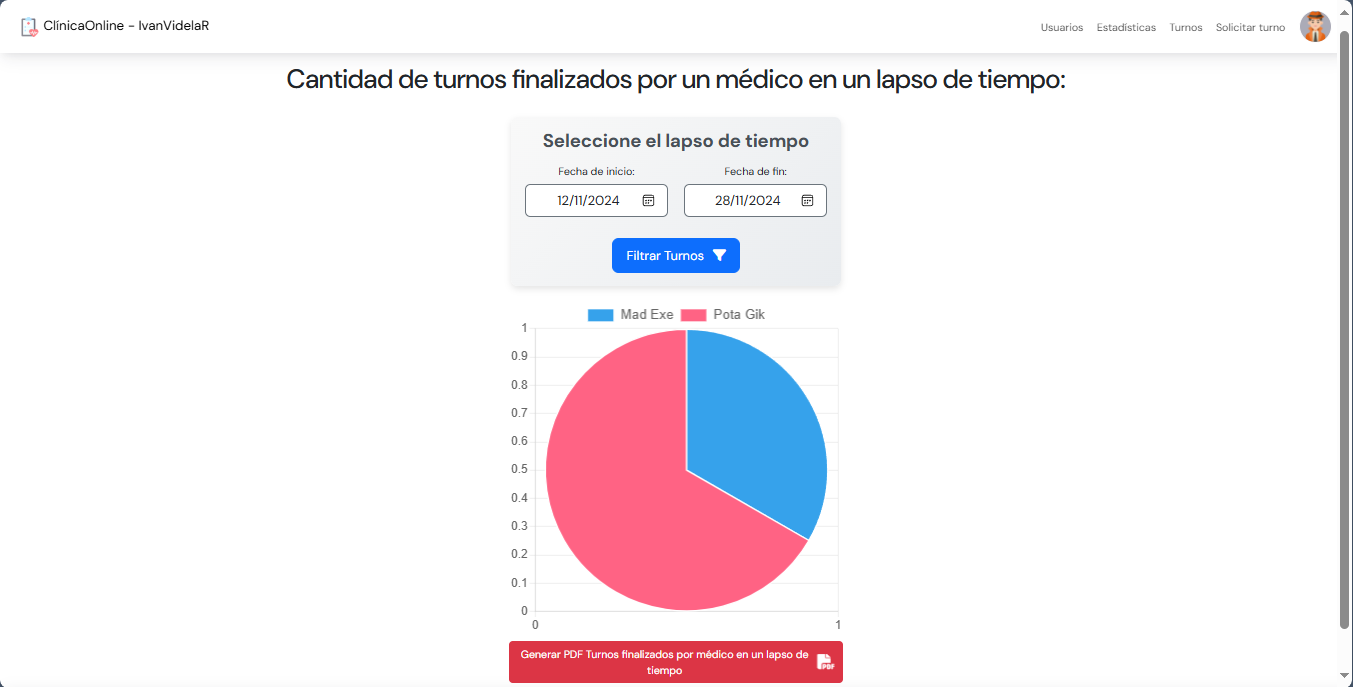 ClínicaOnline - IvanVidelaR
Usuarios Estadísticas Turnos Solicitar turno
Cantidad de turnos finalizados por un médico en un lapso de tiempo:
Seleccione el lapso de tiempo
Fecha de inicio: Fecha de fin:
12/11/2024 28/11/2024
Filtrar Turnos
Mad Exe Pota Gik
1
0.9
0.8
0.7
0.6
0.5
0.4
0.3
0.2
0.1
0
0 1
Generar PDF Turnos finalizados por médico en un lapso de
tiempo
PDF